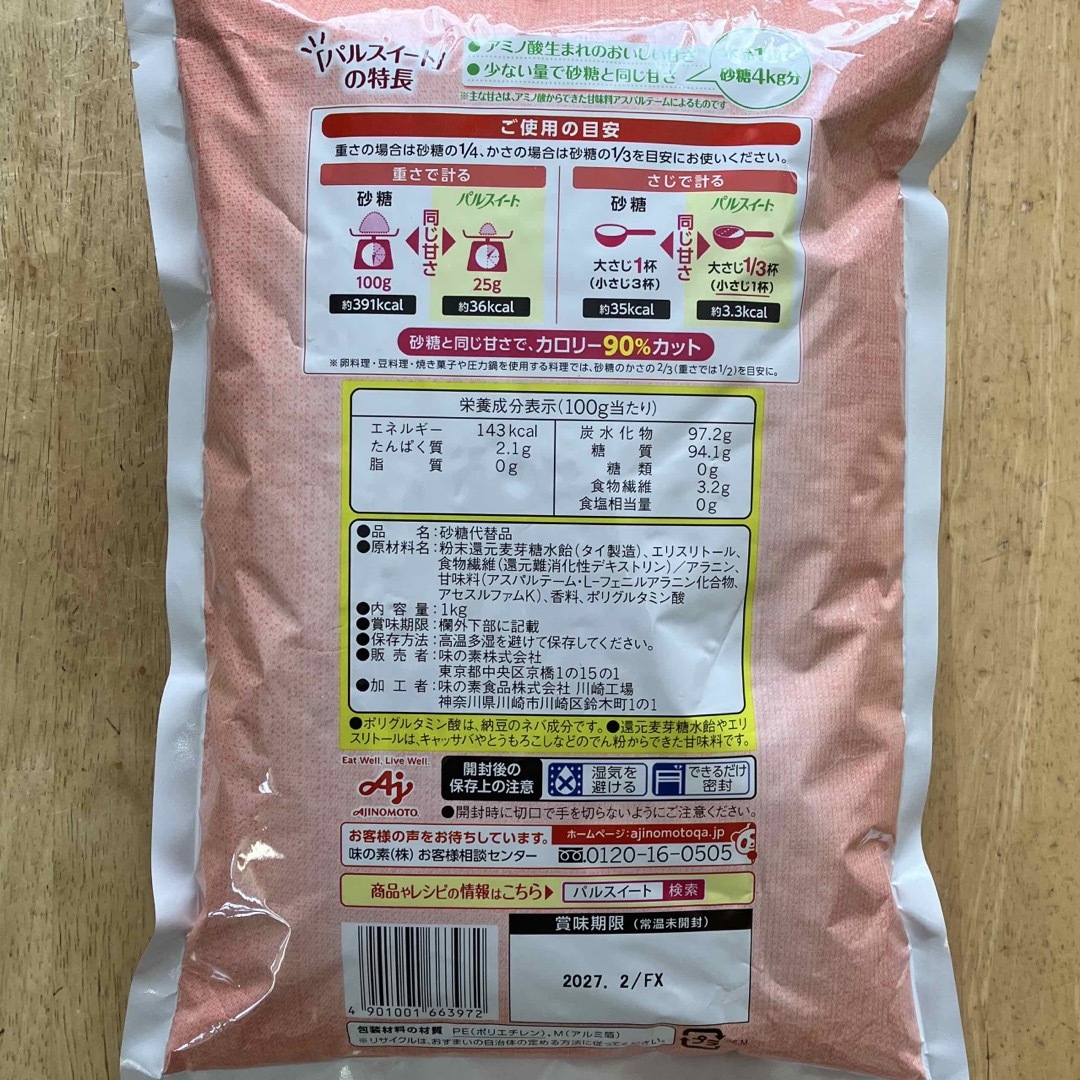 「パルスイート」
の特長
●アミノ酸生まれのおいしい甘さ
●少ない量で砂糖と同じ甘さ
砂糖4kg分
※主な甘さは、アミノ酸からできた甘味料アスパルテームによるものです
ご使用の目安
重さの場合は砂糖の1/4、かさの場合は砂糖の1/3を目安にお使いください。
重さで計る
砂糖
パルスイート
同じ甘さ
100g
25g
約391kcal
約36kcal
さじで計る
砂糖
パルスイート
同じ甘さ
大さじ1杯
(小さじ3杯)
大さじ1/3杯
(小さじ1杯)
約35kcal
約3.3kcal
砂糖と同じ甘さで、カロリー90%カット
※卵料理・豆料理・焼き菓子や圧力鍋を使用する料理では、砂糖のかさの2/3(重さでは1/2)を目安に。
栄養成分表示(100g当たり)
エネルギー 143kcal
たんぱく質 2.1g
脂質 0g
炭水化物 97.2g
糖質 94.1g
糖類 0g
食物繊維 3.2g
食塩相当量 0g
●品名:砂糖代替品
●原材料名:粉末還元麦芽糖水飴(タイ製造)、エリスリトール、
食物繊維(還元難消化性デキストリン)/アラニン、
甘味料(アスパルテーム・L-フェニルアラニン化合物、
アセスルファムK)、香料、ポリグルタミン酸
●内容量:1kg
●賞味期限:欄外下部に記載
●保存方法:高温多湿を避けて保存してください。
●販売者:味の素株式会社
東京都中央区京橋1の15の1
●加工者:味の素食品株式会社 川崎工場
神奈川県川崎市川崎区鈴木町1の1
●ポリグルタミン酸は、納豆のネバ成分です。●還元麦芽糖水飴やエリ
スリトールは、キャッサバやとうもろこしなどのでん粉からできた甘味料です。
Eat Well, Live Well.
Aj
AJINOMOTO.
開封後の
保存上の注意
湿気を
避ける
できるだけ
密封
●開封時に切口で手を切らないようにご注意ください。
お客様の声をお待ちしています。
ホームページ:ajinomotoqa.jp
味の素(株)お客様相談センター
0120-16-0505
商品やレシピの情報はこちら
パルスイート 検索
賞味期限(常温未開封)
2027. 2/FX
4 901001 663972
包装材料の材質 PE(ポリエチレン),M(アルミ箔)
※リサイクルは、お住まいの自治体の定める方法に従ってください。